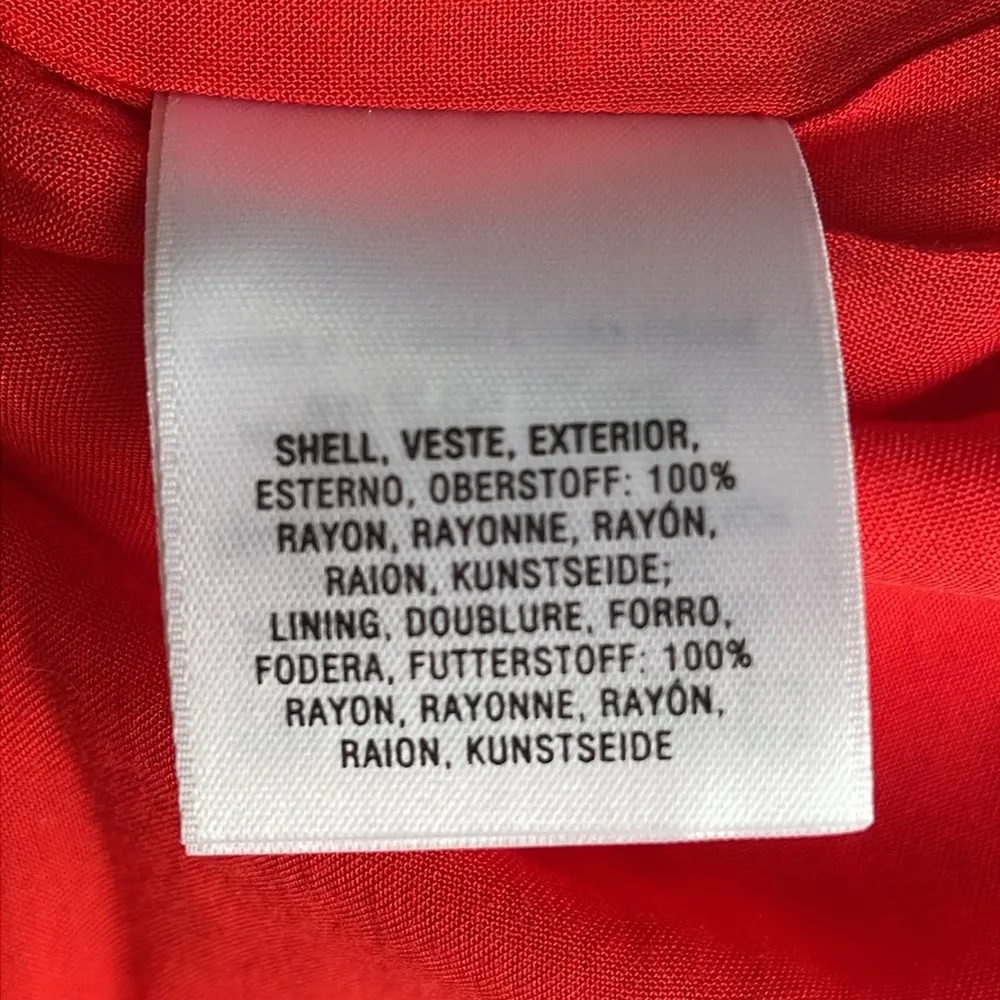 SHELL, VESTE, EXTERIOR,
ESTERNO, OBERSTOFF: 100%
RAYON, RAYONNE, RAYÓN,
RAION, KUNSTSEIDE;
LINING, DOUBLURE, FORRO,
FODERA, FUTTERSTOFF: 100%
RAYON, RAYONNE, RAYÓN,
RAION, KUNSTSEIDE